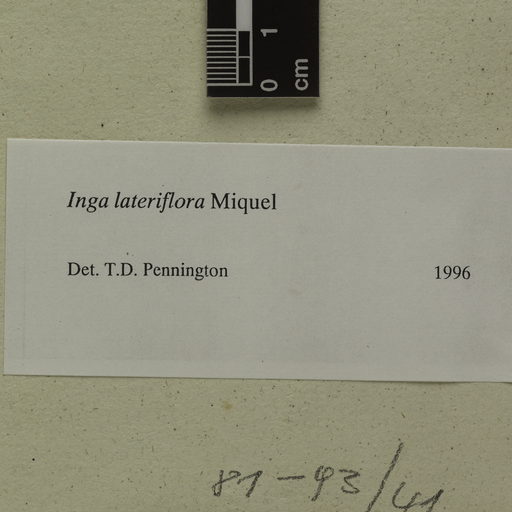 0 1
cm
Inga lateriflora Miquel
Det. T.D. Pennington 1996
81-93/41